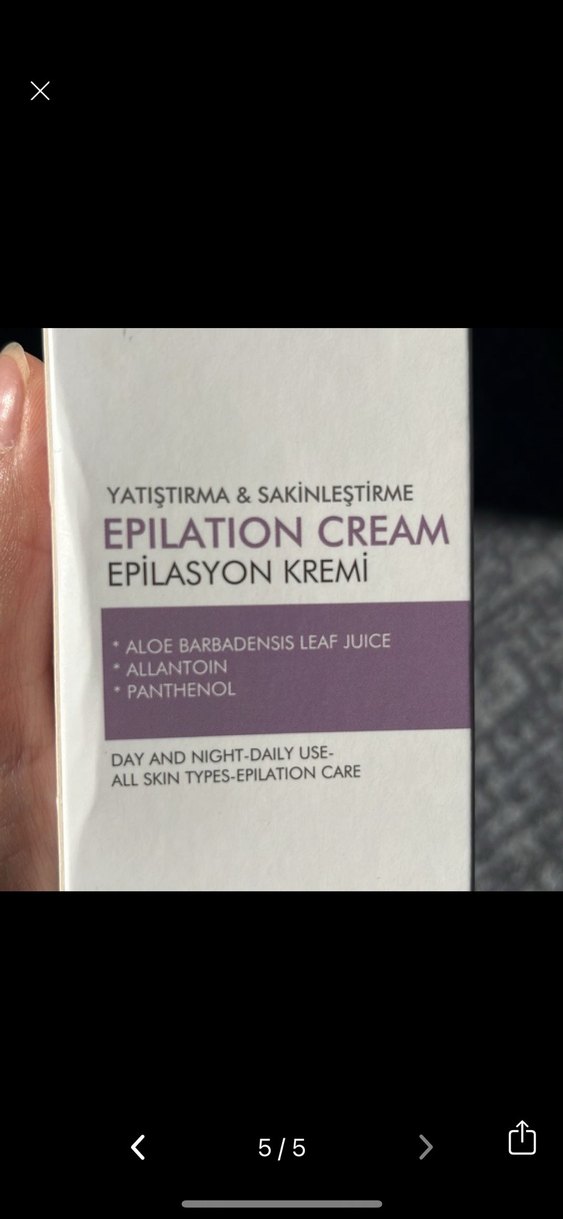 YATIŞTIRMA & SAKİNLEŞTİRME
EPILATION CREAM
EPİLASYON KREMİ
* ALOE BARBADENSIS LEAF JUICE
* ALLANTOIN
* PANTHENOL
DAY AND NIGHT-DAILY USE-
ALL SKIN TYPES-EPILATION CARE
5 / 5